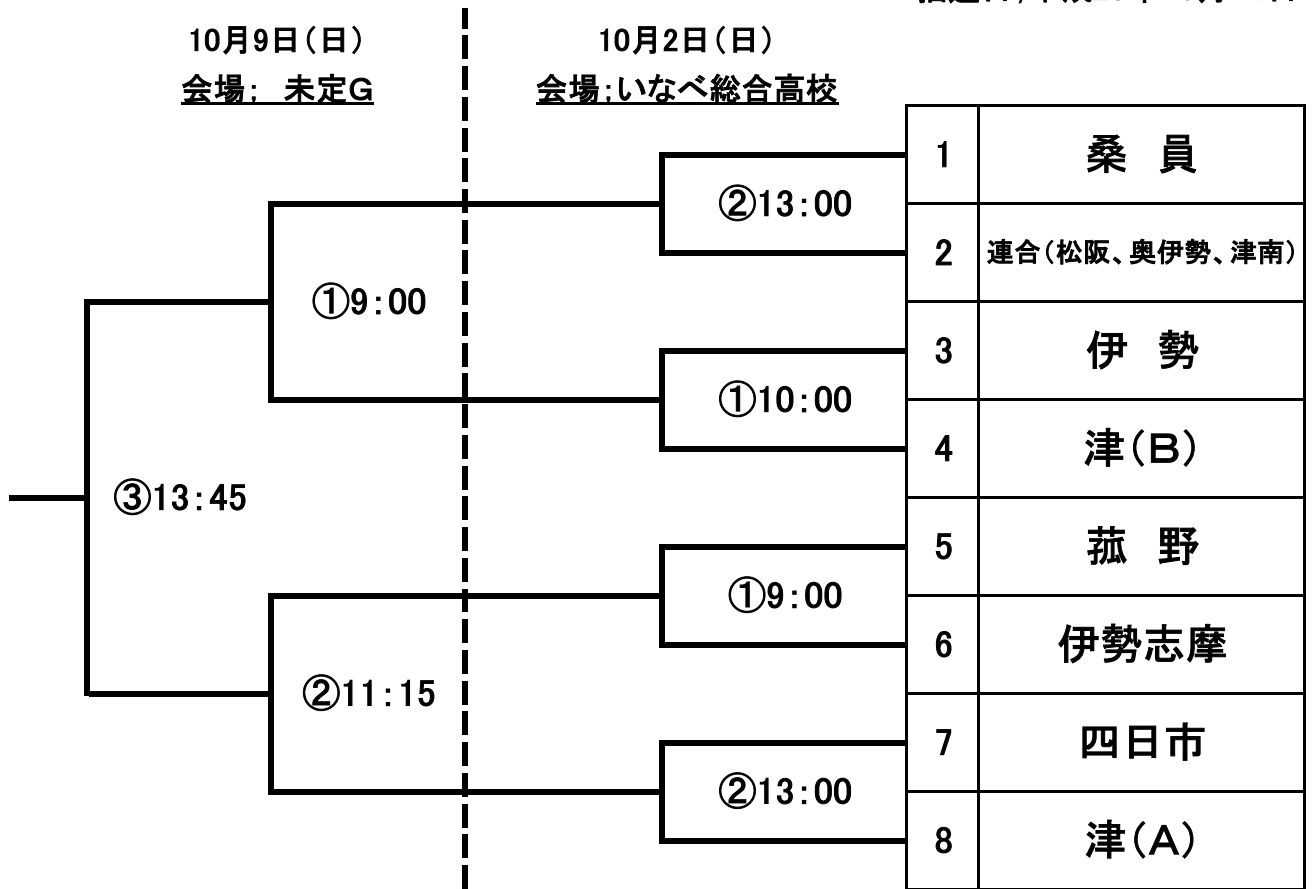 10月9日(日)
会場; 未定G
10月2日(日)
会場;いなべ総合高校
1 桑 員
②13:00
2 連合(松阪、奥伊勢、津南)
①9:00
3 伊 勢
①10:00
4 津(B)
③13:45
5 菰 野
①9:00
6 伊勢志摩
②11:15
7 四日市
②13:00
8 津(A)